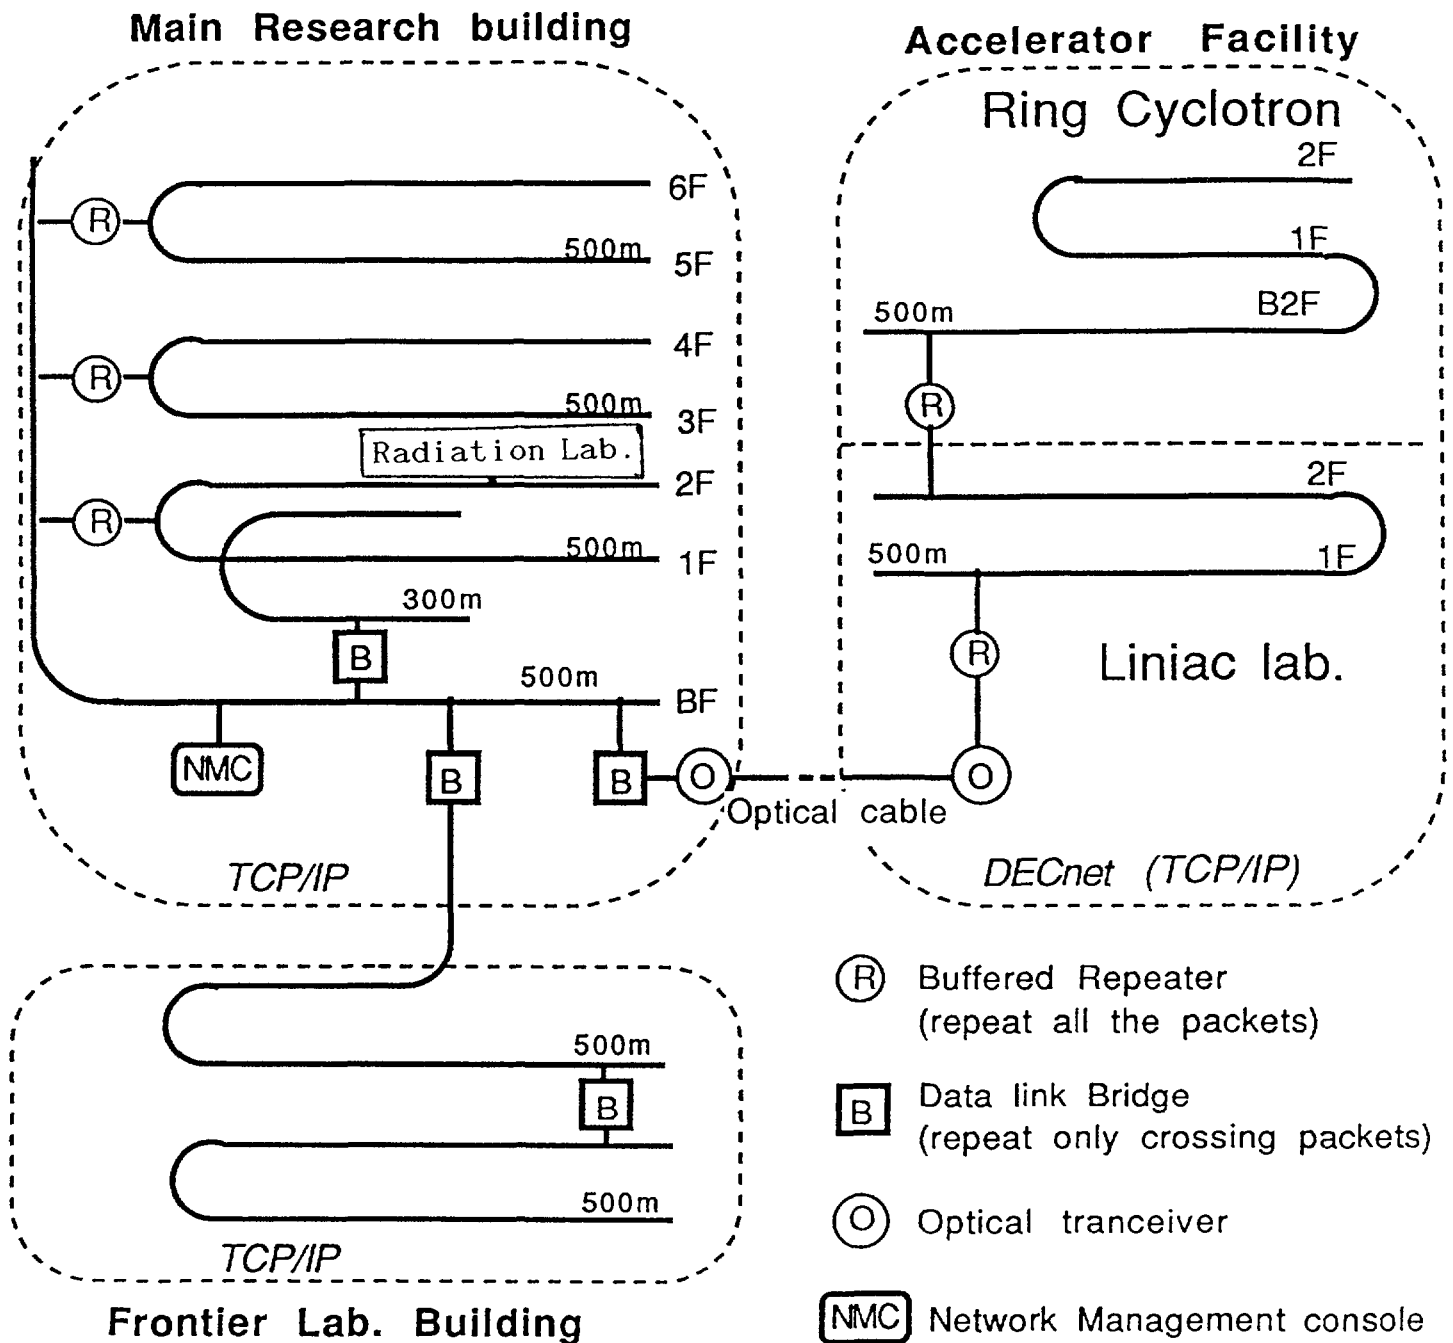 Main Research building
Accelerator Facility
Ring Cyclotron
6F
R
500m
5F
4F
R
500m
3F
Radiation Lab.
2F
R
500m
1F
300m
B
500m
BF
NMC
B
B
O
Optical cable
TCP/IP
2F
1F
B2F
500m
R
2F
500m
1F
R
Liniac lab.
O
DECnet (TCP/IP)
500m
B
500m
TCP/IP
Frontier Lab. Building
R Buffered Repeater
(repeat all the packets)
B Data link Bridge
(repeat only crossing packets)
O Optical tranceiver
NMC Network Management console